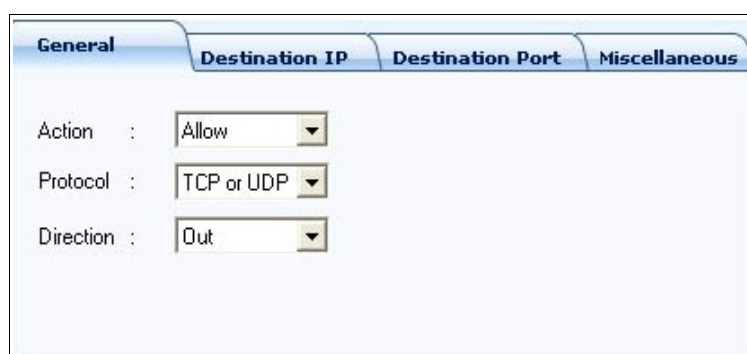 General Destination IP Destination Port Miscellaneous
Action : Allow
Protocol : TCP or UDP
Direction : Out